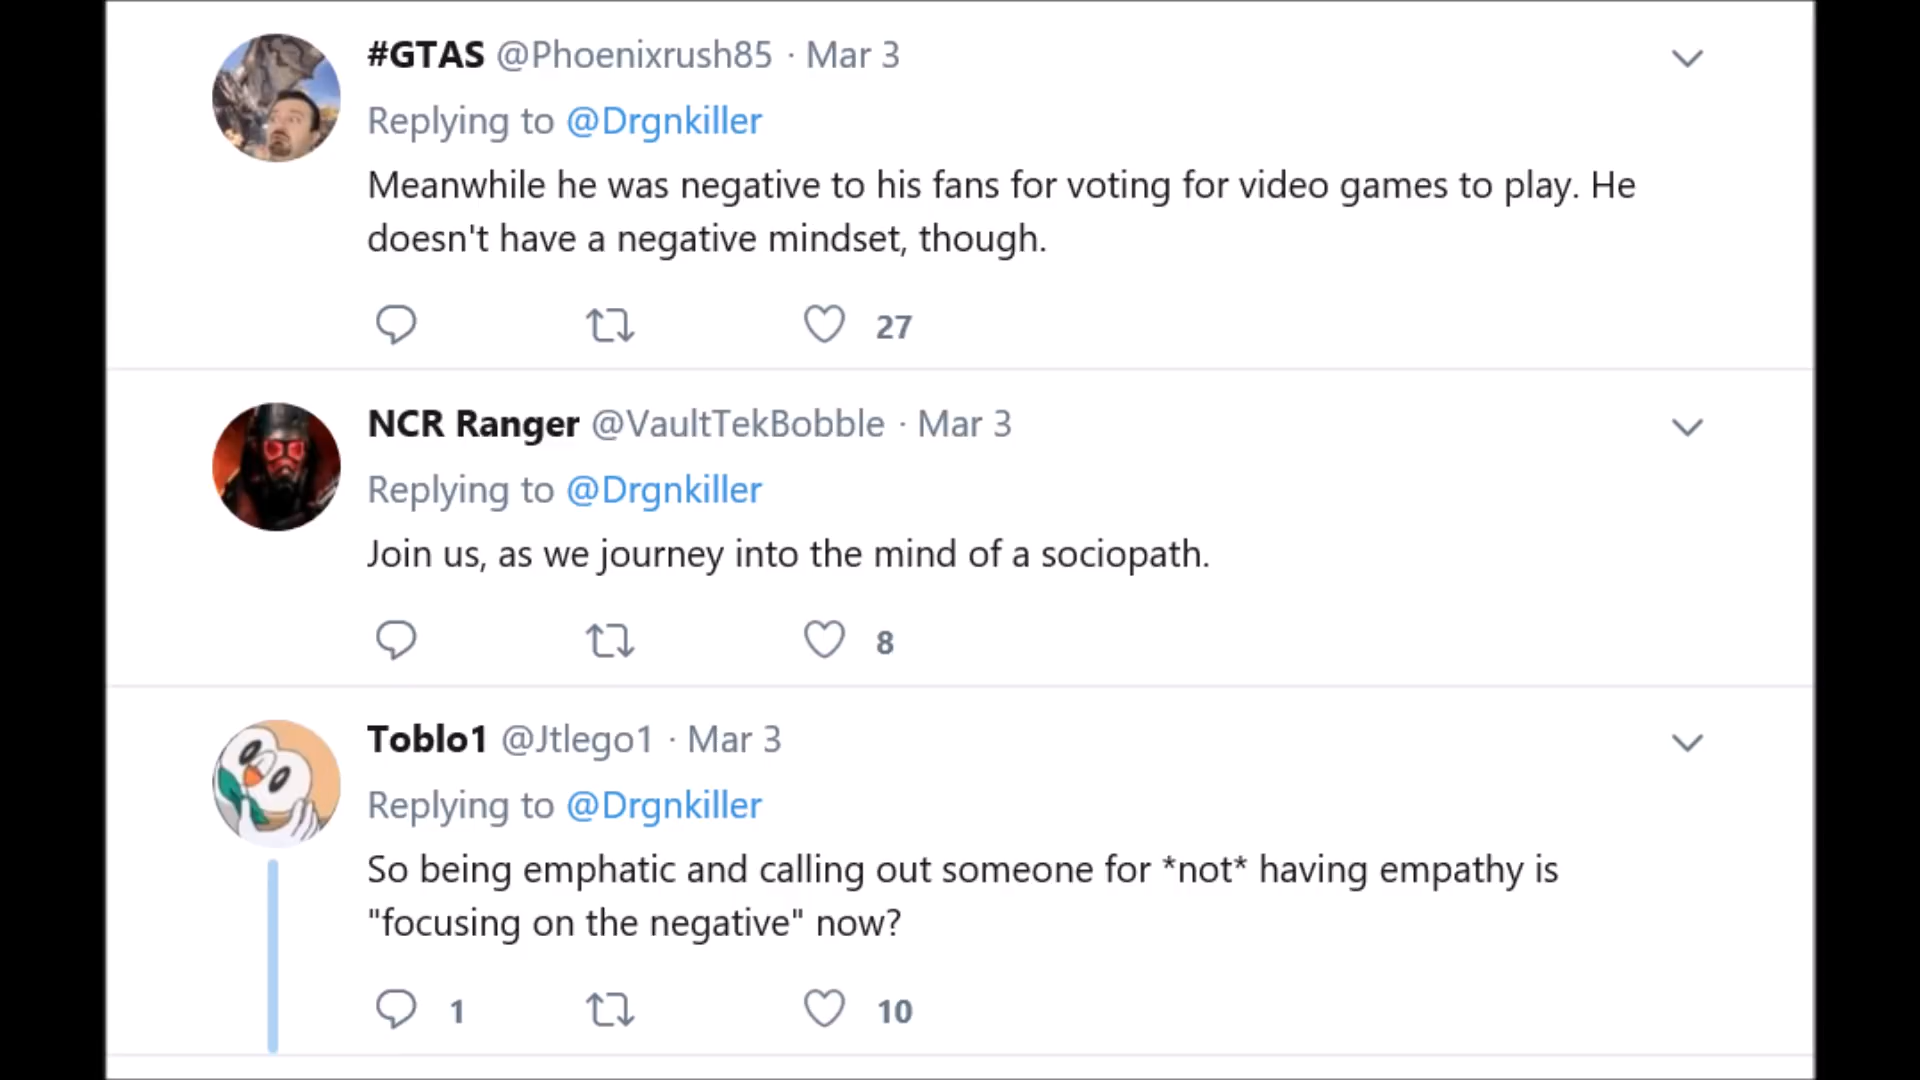 #GTAS @Phoenixrush85 · Mar 3
Replying to @Drgnkiller
Meanwhile he was negative to his fans for voting for video games to play. He
doesn't have a negative mindset, though.
27
NCR Ranger @VaultTekBobble · Mar 3
Replying to @Drgnkiller
Join us, as we journey into the mind of a sociopath.
8
Toblo1 @Jtlego1 · Mar 3
Replying to @Drgnkiller
So being emphatic and calling out someone for *not* having empathy is
"focusing on the negative" now?
1 10